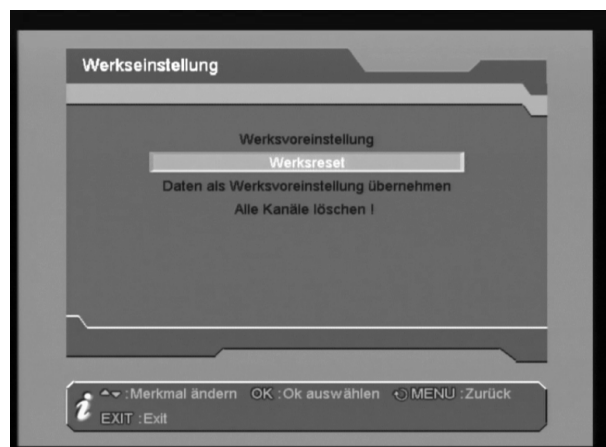 Werkseinstellung
Werksvoreinstellung
Werksreset
Daten als Werksvoreinstellung übernehmen
Alle Kanäle löschen !
:Merkmal ändern OK :Ok auswählen MENU :Zurück
EXIT :Exit